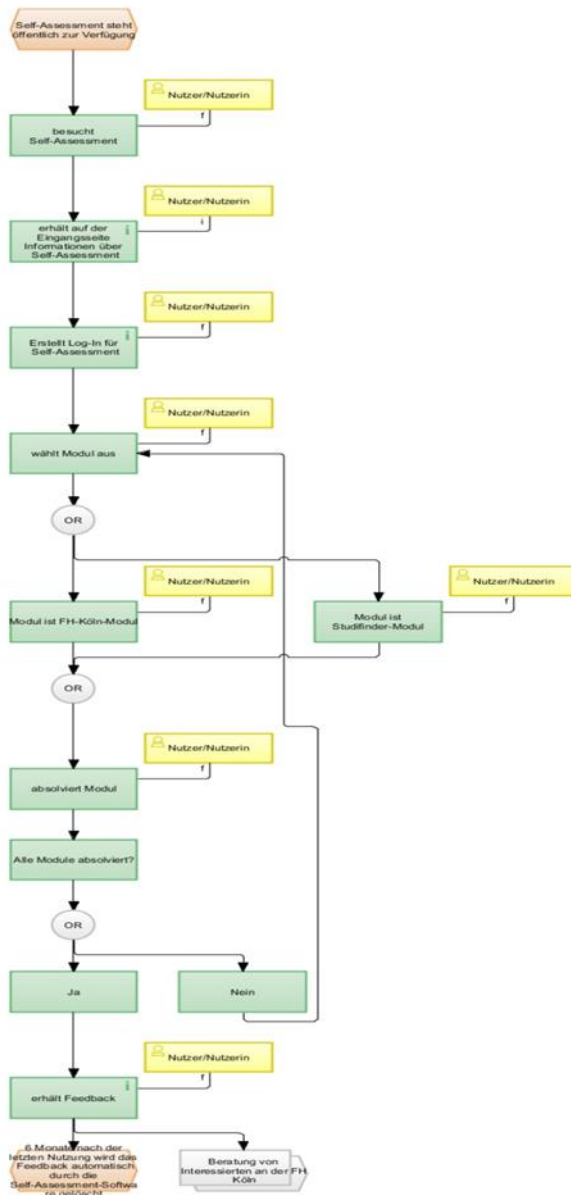 Self-Assessment steht
öffentlich zur Verfügung
Nutzer/Nutzerin
f
besucht
Self-Assessment
Nutzer/Nutzerin
i
erhält auf der
Eingangsseite
Informationen über
Self-Assessment
i
Nutzer/Nutzerin
f
Erstellt Log-In für
Self-Assessment
i
Nutzer/Nutzerin
f
wählt Modul aus
OR
Nutzer/Nutzerin
f
Modul ist FH-Köln-Modul
Nutzer/Nutzerin
f
Modul ist
Studifinder-Modul
OR
Nutzer/Nutzerin
f
absolviert Modul
Alle Module absolviert?
OR
Ja
Nein
Nutzer/Nutzerin
f
erhält Feedback
i
6 Monate nach der
letzten Nutzung wird das
Feedback automatisch
durch die
Self-Assessment-Softwa
re gelöscht
Beratung von
Interessierten an der FH
Köln